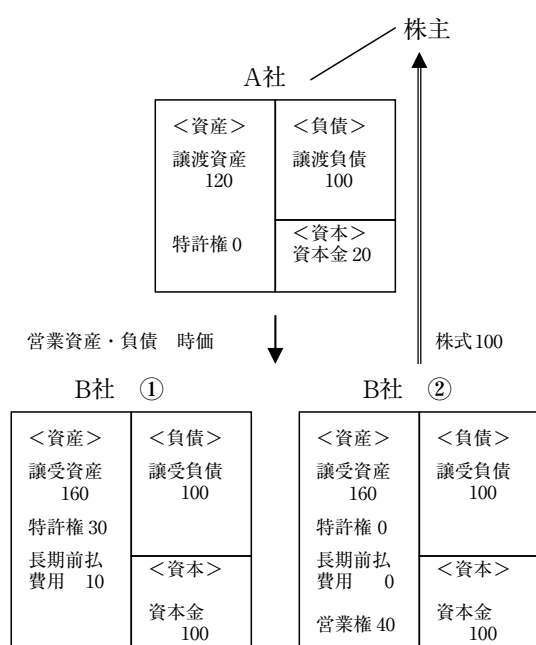 株主
A社
<資産>
譲渡資産
120
特許権 0
<負債>
譲渡負債
100
<資本>
資本金 20
営業資産・負債 時価
株式 100
B社 ①
<資産>
譲受資産
160
特許権 30
長期前払
費用 10
<負債>
譲受負債
100
<資本>
資本金
100
B社 ②
<資産>
譲受資産
160
特許権 0
長期前払
費用 0
営業権 40
<負債>
譲受負債
100
<資本>
資本金
100